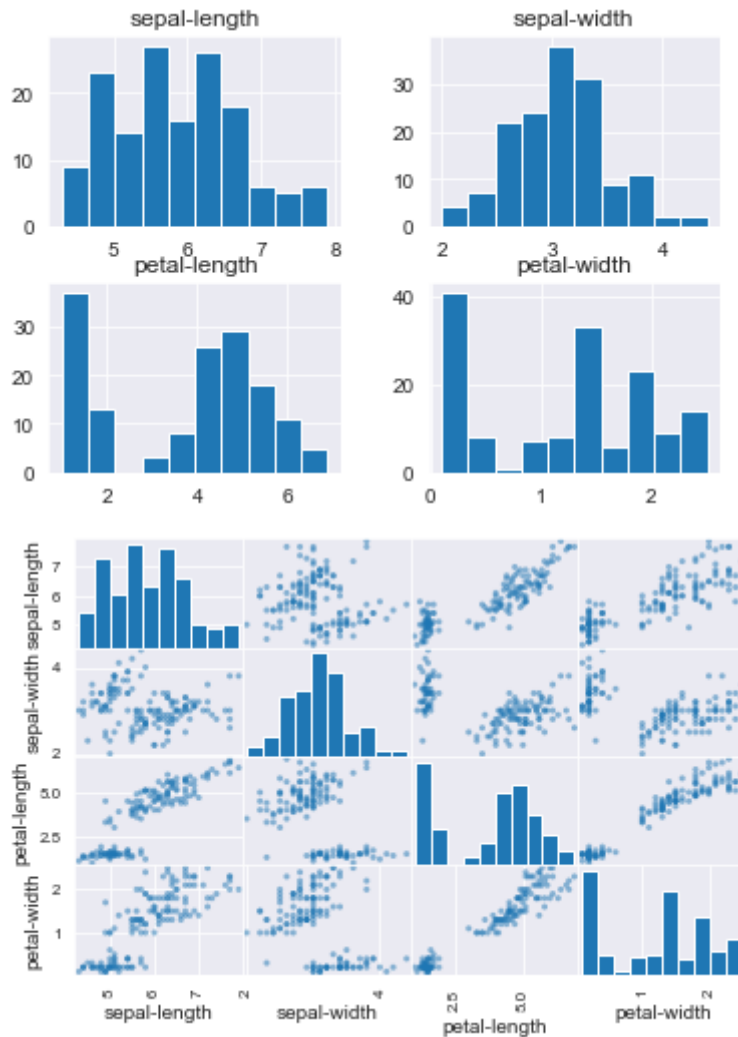 sepal-length sepal-width
20
10
0
30
20
10
0
5 6 7 8
2 3 4
petal-length petal-width
30
20
10
0
40
20
0
2 4 6
0 1 2
sepal-length
7
6
5
sepal-width
4
2
petal-length
5.0
2.5
petal-width
2
1
5 6 7
2 4
2.5 5.0
1 2
sepal-length sepal-width petal-length petal-width